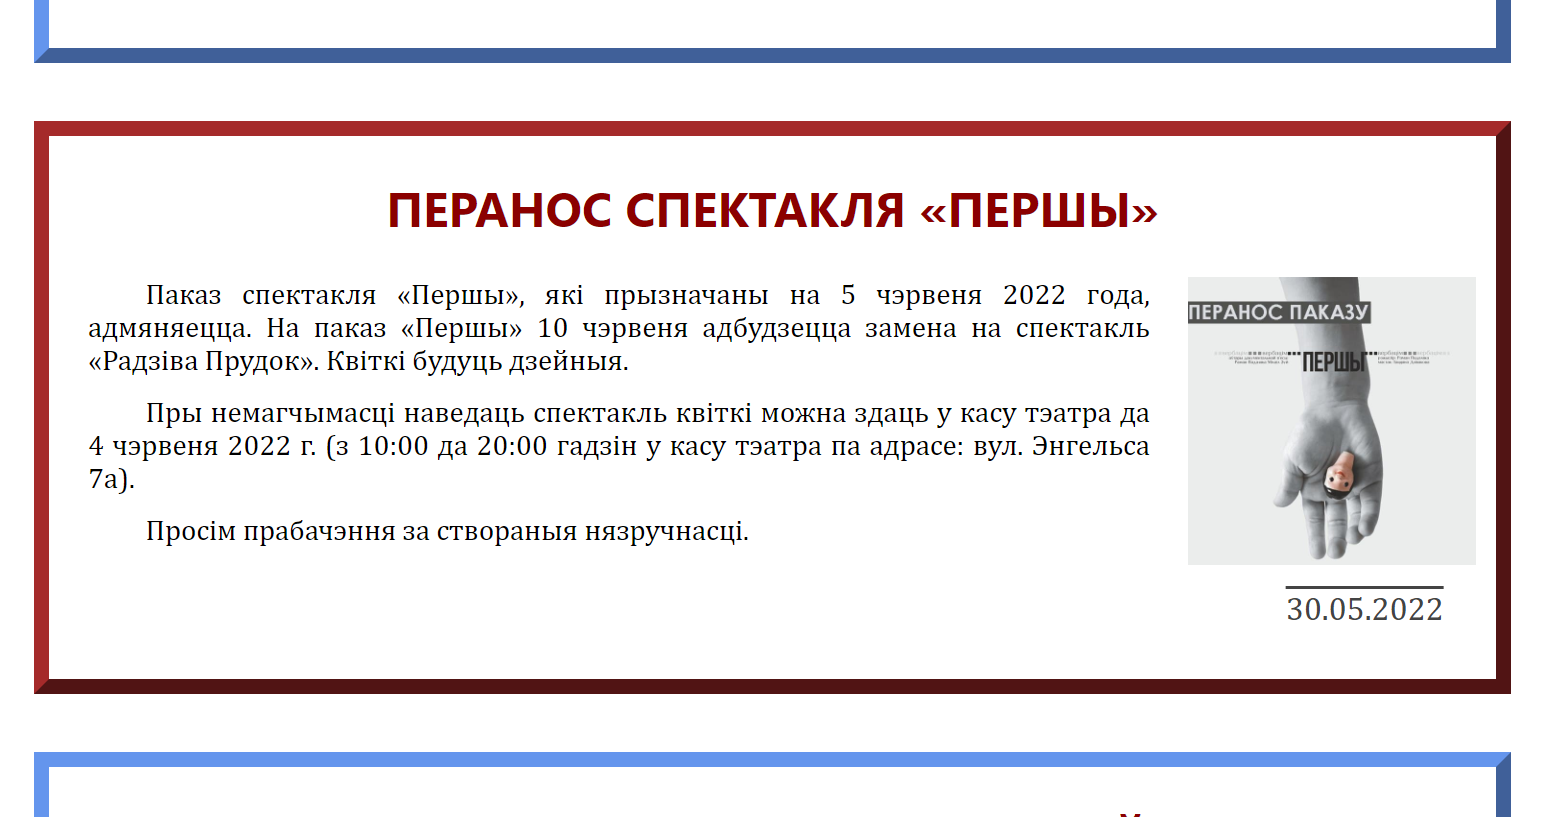 ПЕРАНОС СПЕКТАКЛЯ «ПЕРШЫ»
Паказ спектакля «Першы», які прызначаны на 5 чэрвеня 2022 года,
адмяняецца. На паказ «Першы» 10 чэрвеня адбудзецца замена на спектакль
«Радзіва Прудок». Квіткі будуць дзейныя.
Пры немагчымасці наведаць спектакль квіткі можна здаць у касу тэатра да
4 чэрвеня 2022 г. (з 10:00 да 20:00 гадзін у касу тэатра па адрасе: вул. Энгельса
7а).
Просім прабачэння за створаныя нязручнасці.
ПЕРАНОС ПАКАЗУ
ПЕРШЫ
30.05.2022